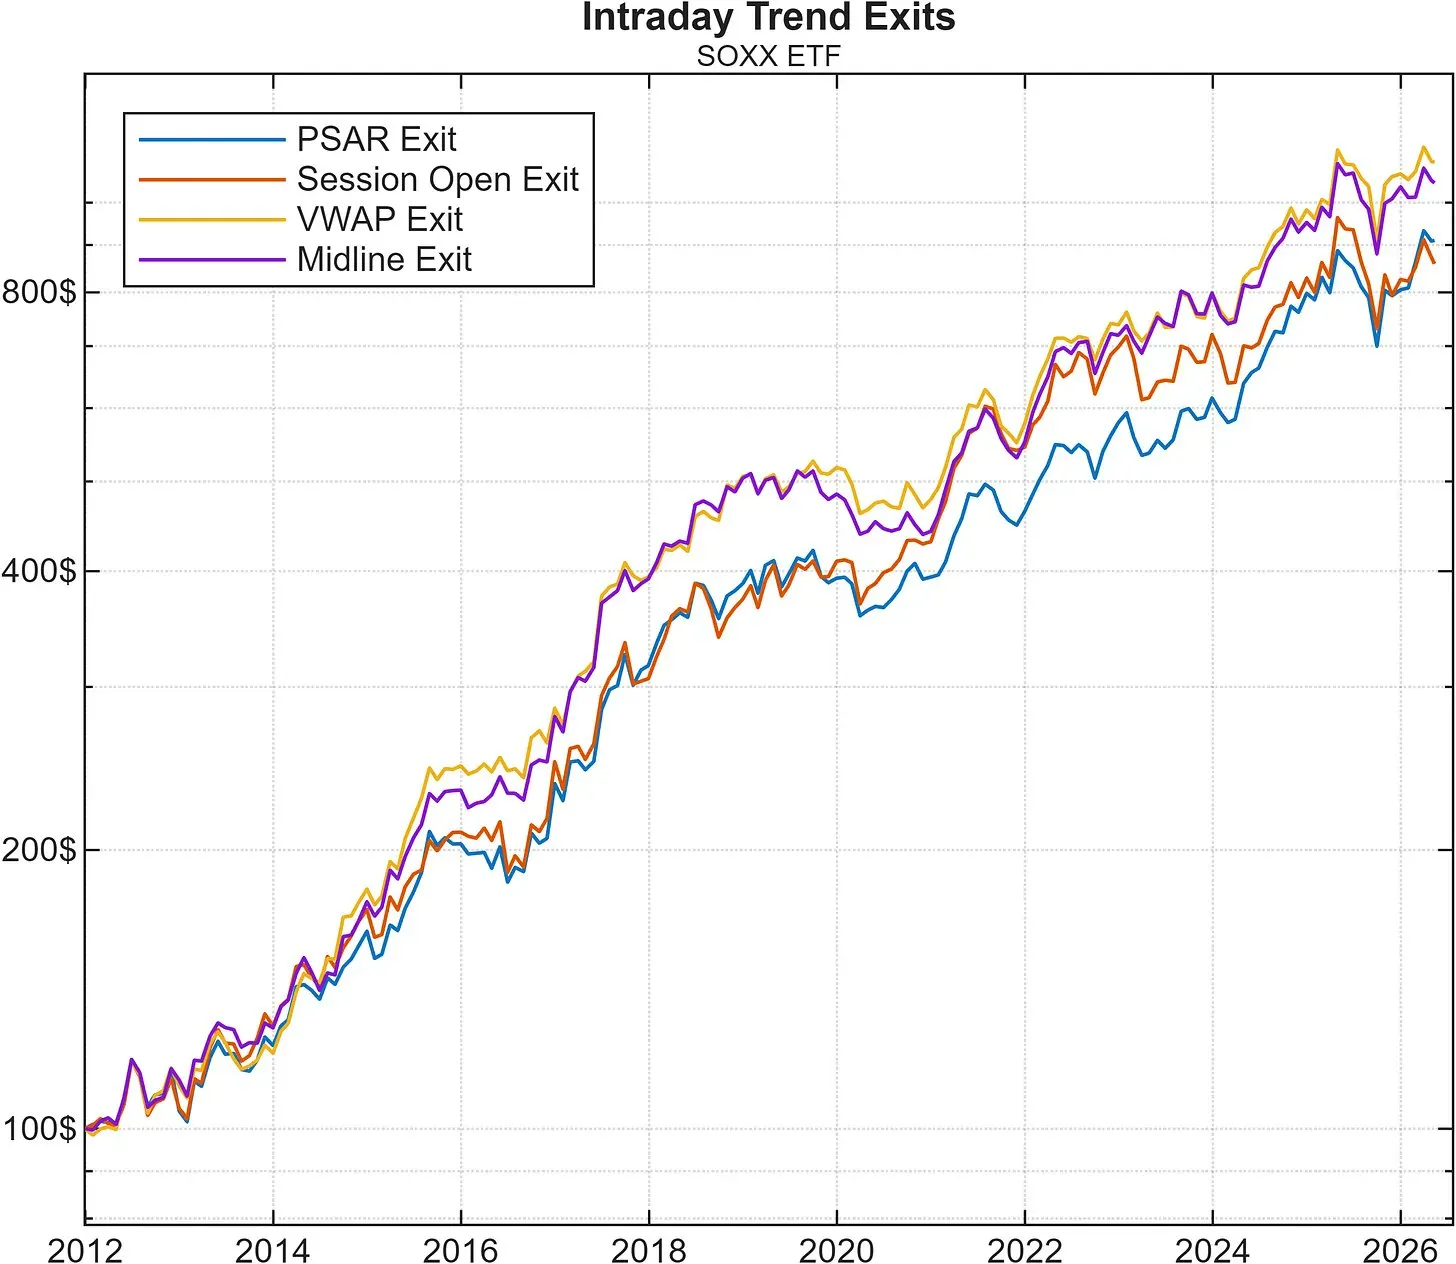 Intraday Trend Exits
SOXX ETF
PSAR Exit
Session Open Exit
VWAP Exit
Midline Exit
800$
400$
200$
100$
2012 2014 2016 2018 2020 2022 2024 2026